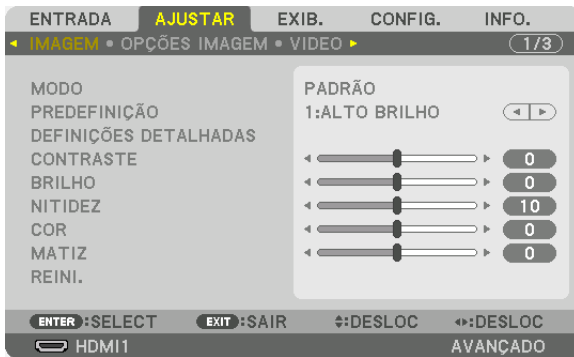 ENTRADA AJUSTAR EXIB. CONFIG. INFO.
IMAGEM • OPÇÕES IMAGEM • VIDEO 1/3
MODO PADRÃO
PREDEFINIÇÃO 1:ALTO BRILHO
DEFINIÇÕES DETALHADAS
CONTRASTE 0
BRILHO 0
NITIDEZ 10
COR 0
MATIZ 0
REINI.
ENTER :SELECT EXIT :SAIR :DESLOC :DESLOC
HDMI1 AVANÇADO